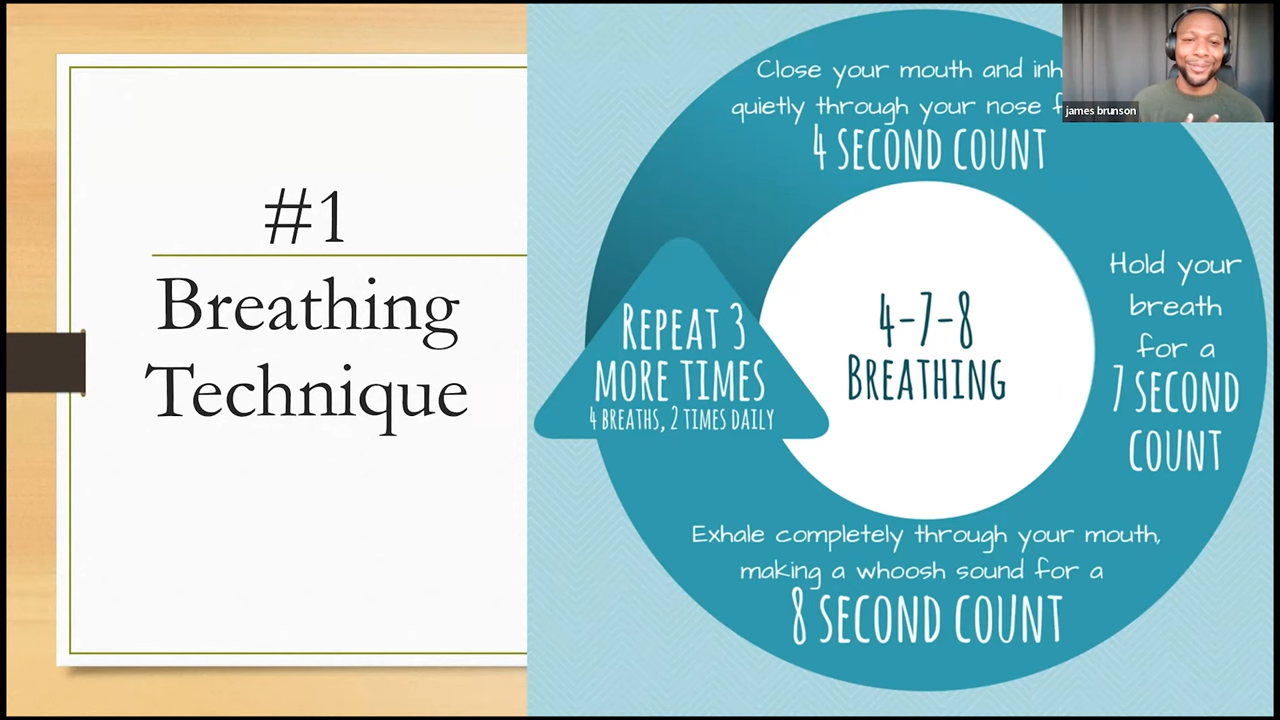 #1
Breathing
Technique
Close your mouth and
quietly through your nose
4 SECOND COUNT
james brunson
Hold your
breath
for a
7 SECOND
COUNT
4-7-8
BREATHING
REPEAT 3
MORE TIMES
4 BREATHS, 2 TIMES DAILY
Exhale completely through your mouth,
making a whoosh sound for a
8 SECOND COUNT